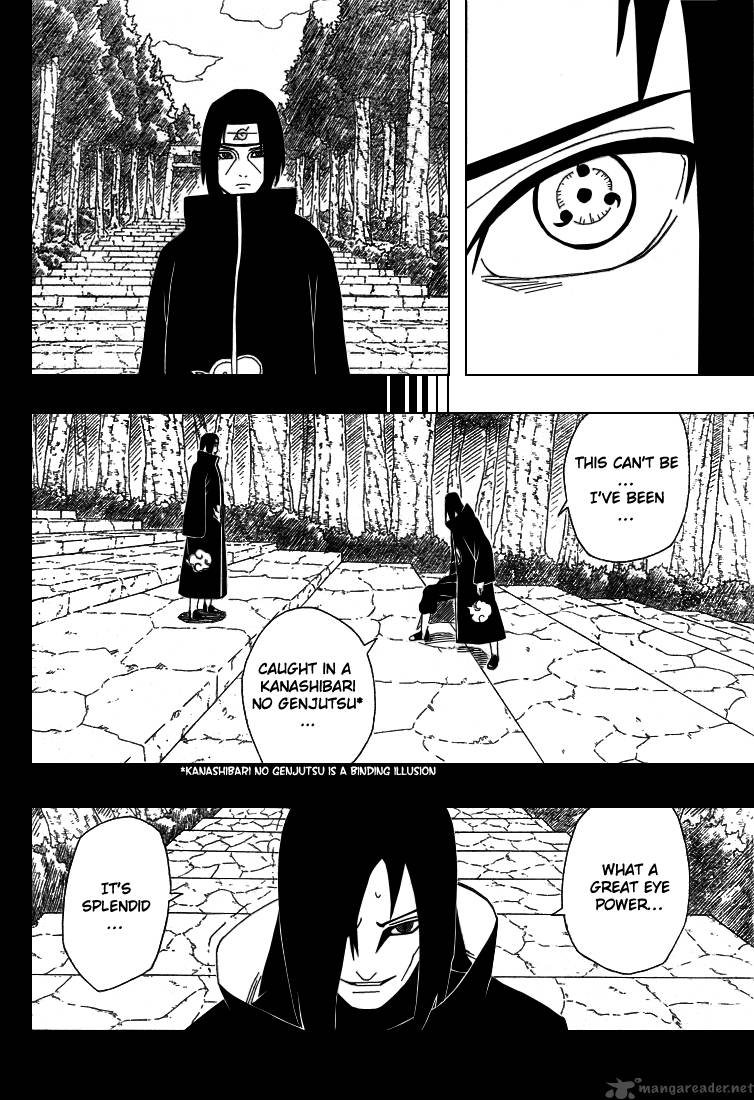 THIS CAN'T BE
...
I'VE BEEN
...
CAUGHT IN A
KANASHIBARI
NO GENJUTSU*
...
*KANASHIBARI NO GENJUTSU IS A BINDING ILLUSION
WHAT A
GREAT EYE
POWER...
IT'S
SPLENDID
...
mangareader.net